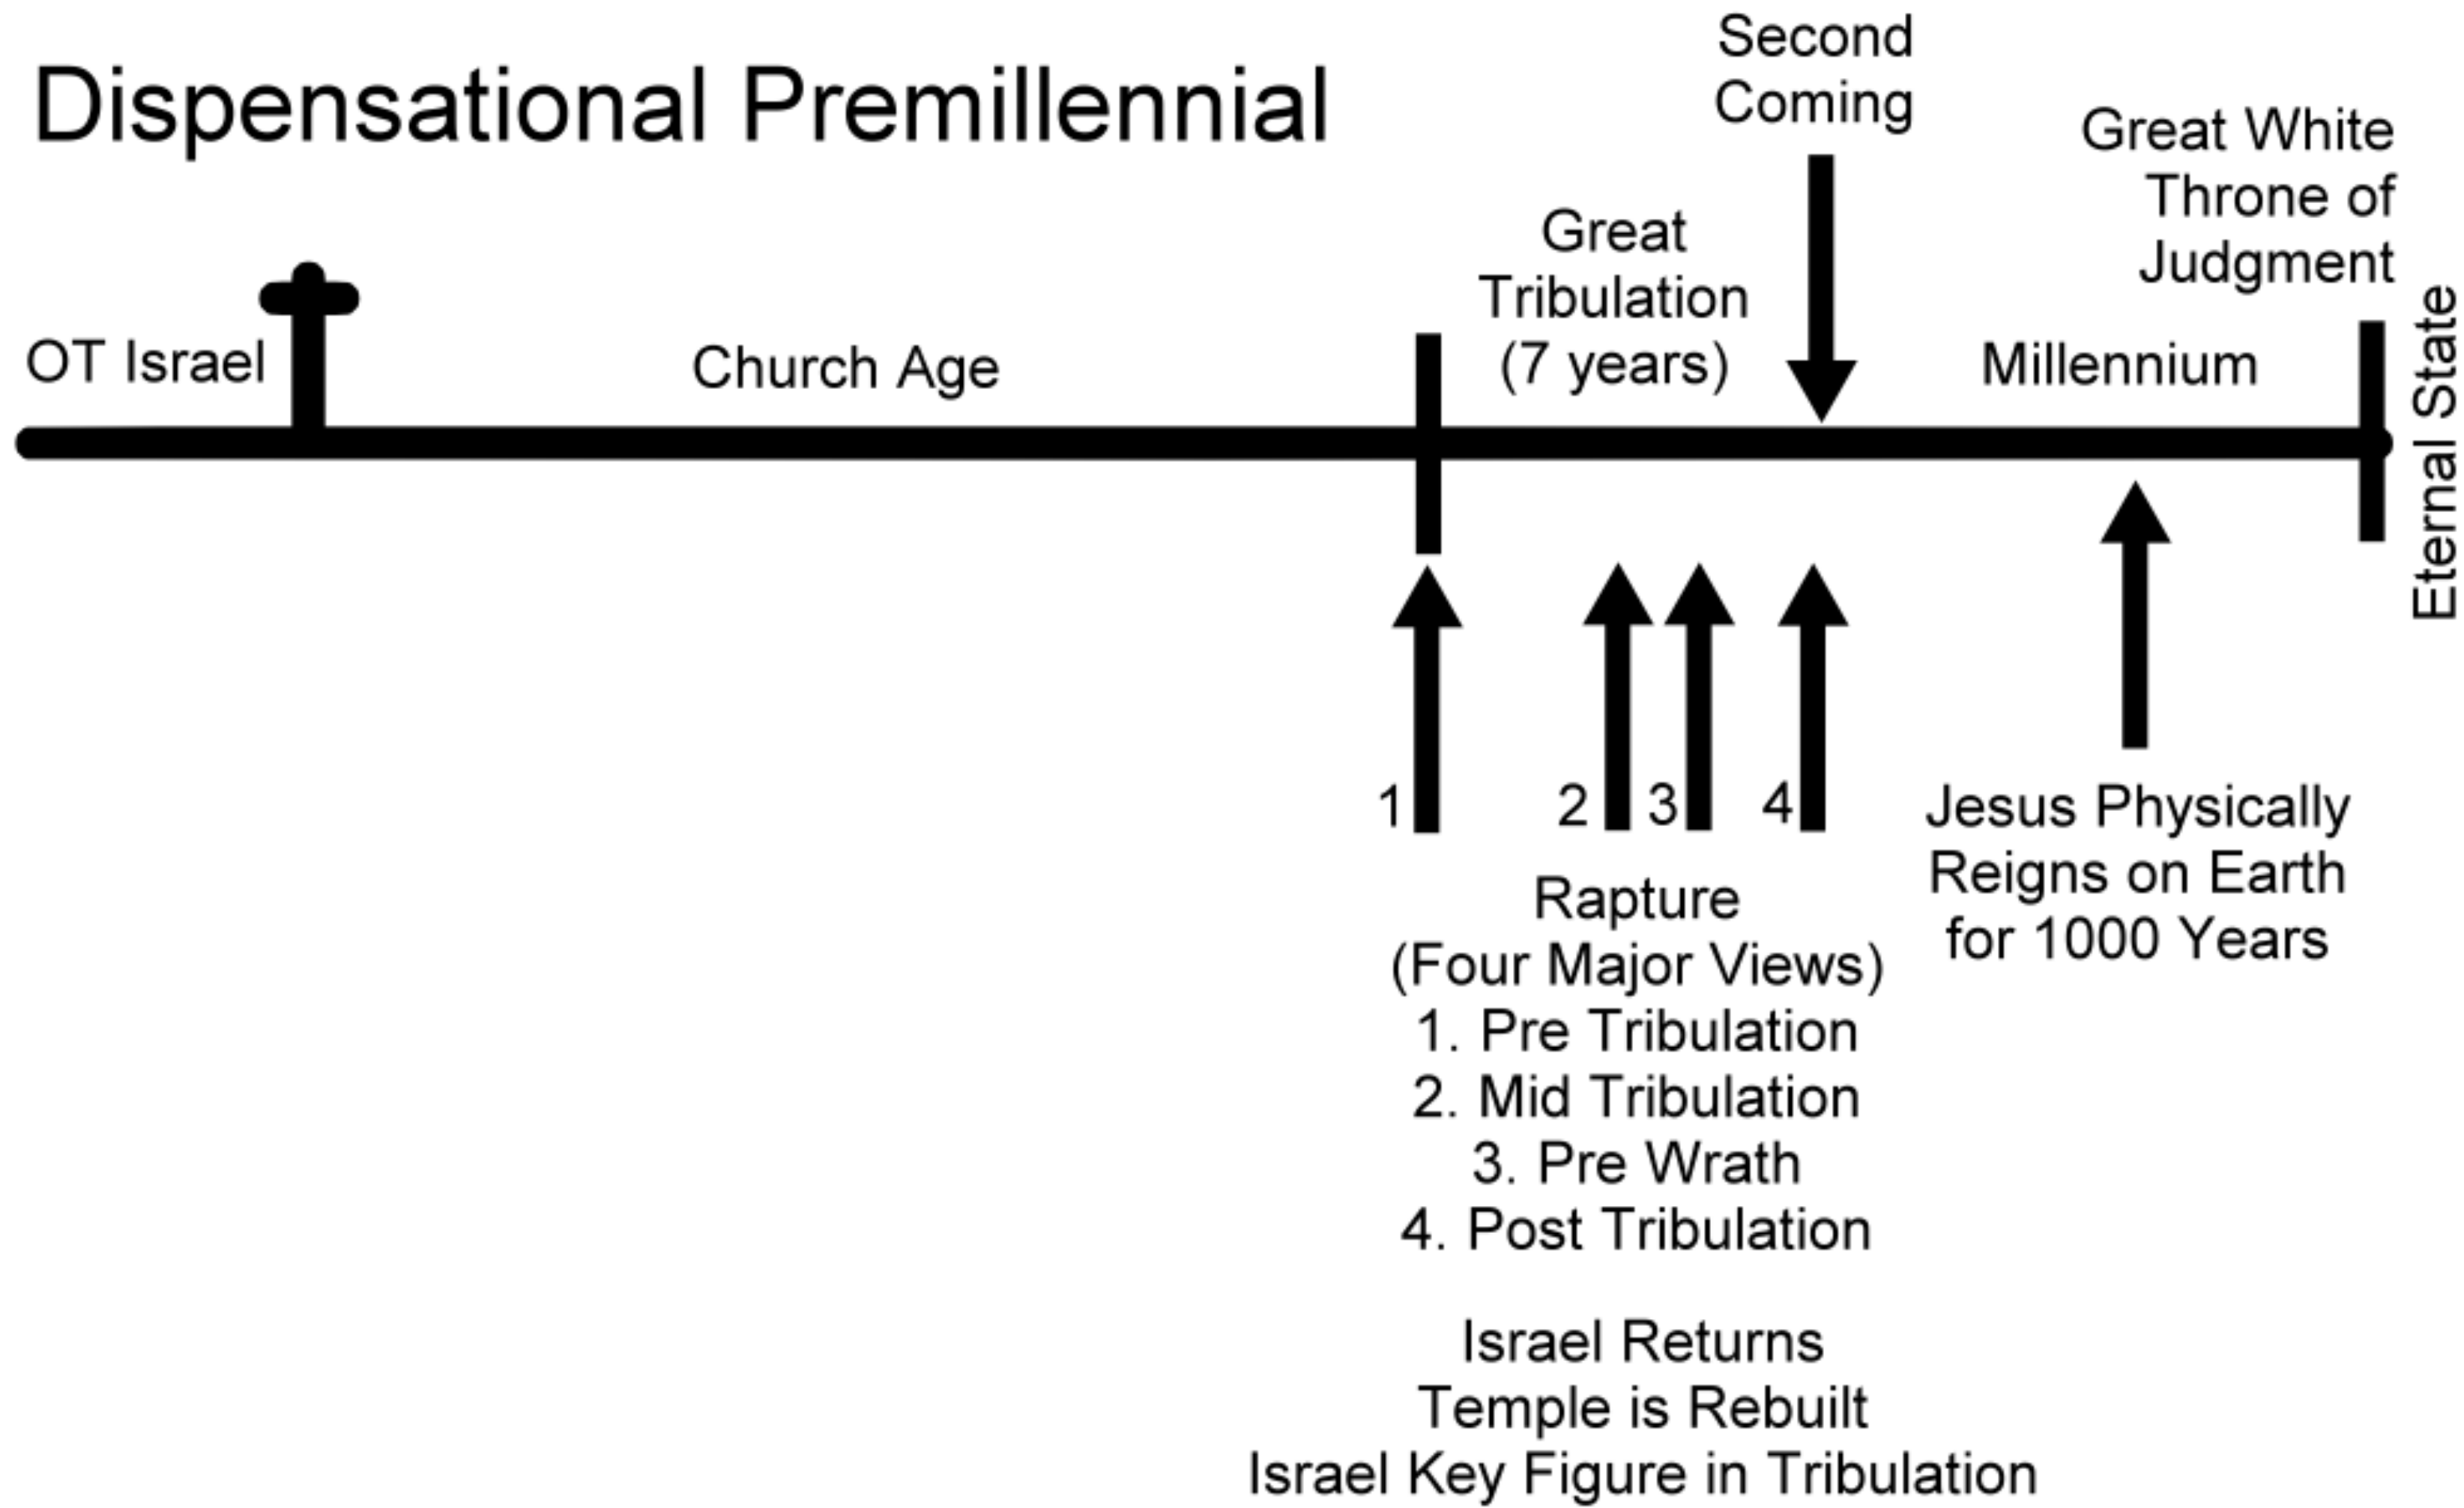 Dispensational Premillennial
Second
Coming
Great White
Throne of
Judgment
Great
Tribulation
(7 years)
OT Israel
Church Age
Millennium
Eternal State
1
2
3
4
Rapture
(Four Major Views)
1. Pre Tribulation
2. Mid Tribulation
3. Pre Wrath
4. Post Tribulation
Jesus Physically
Reigns on Earth
for 1000 Years
Israel Returns
Temple is Rebuilt
Israel Key Figure in Tribulation